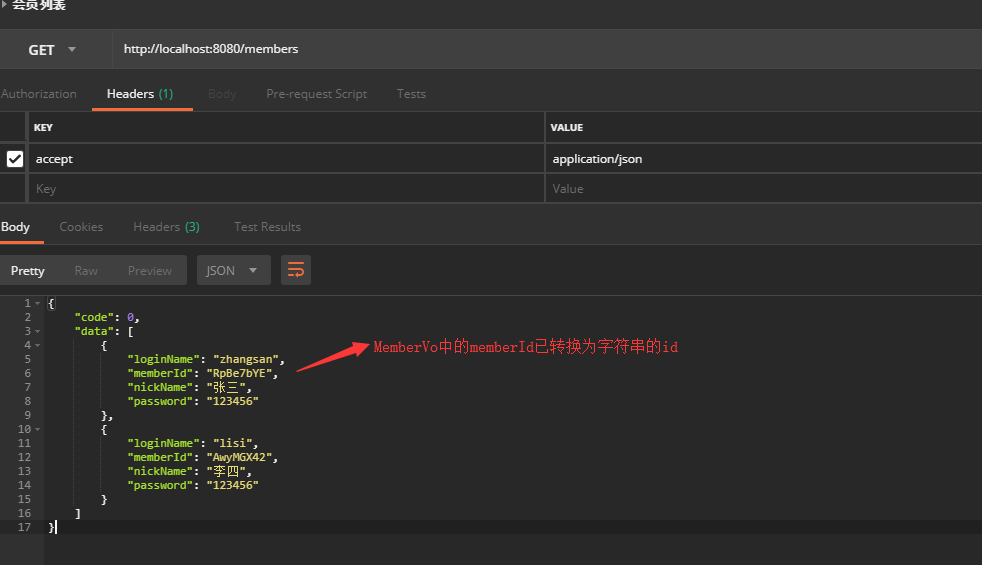 会员列表
GET http://localhost:8080/members
Authorization Headers (1) Body Pre-request Script Tests
KEY VALUE
accept application/json
Key Value
Body Cookies Headers (3) Test Results
Pretty Raw Preview JSON
1 {
2 "code": 0,
3 "data": [
4 {
5 "loginName": "zhangsan",
6 "memberId": "RpBe7bYE",
7 "nickName": "张三",
8 "password": "123456"
9 },
10 {
11 "loginName": "lisi",
12 "memberId": "AwyMGX42",
13 "nickName": "李四",
14 "password": "123456"
15 }
16 ]
17 }
MemberVo中的memberId已转换为字符串的id